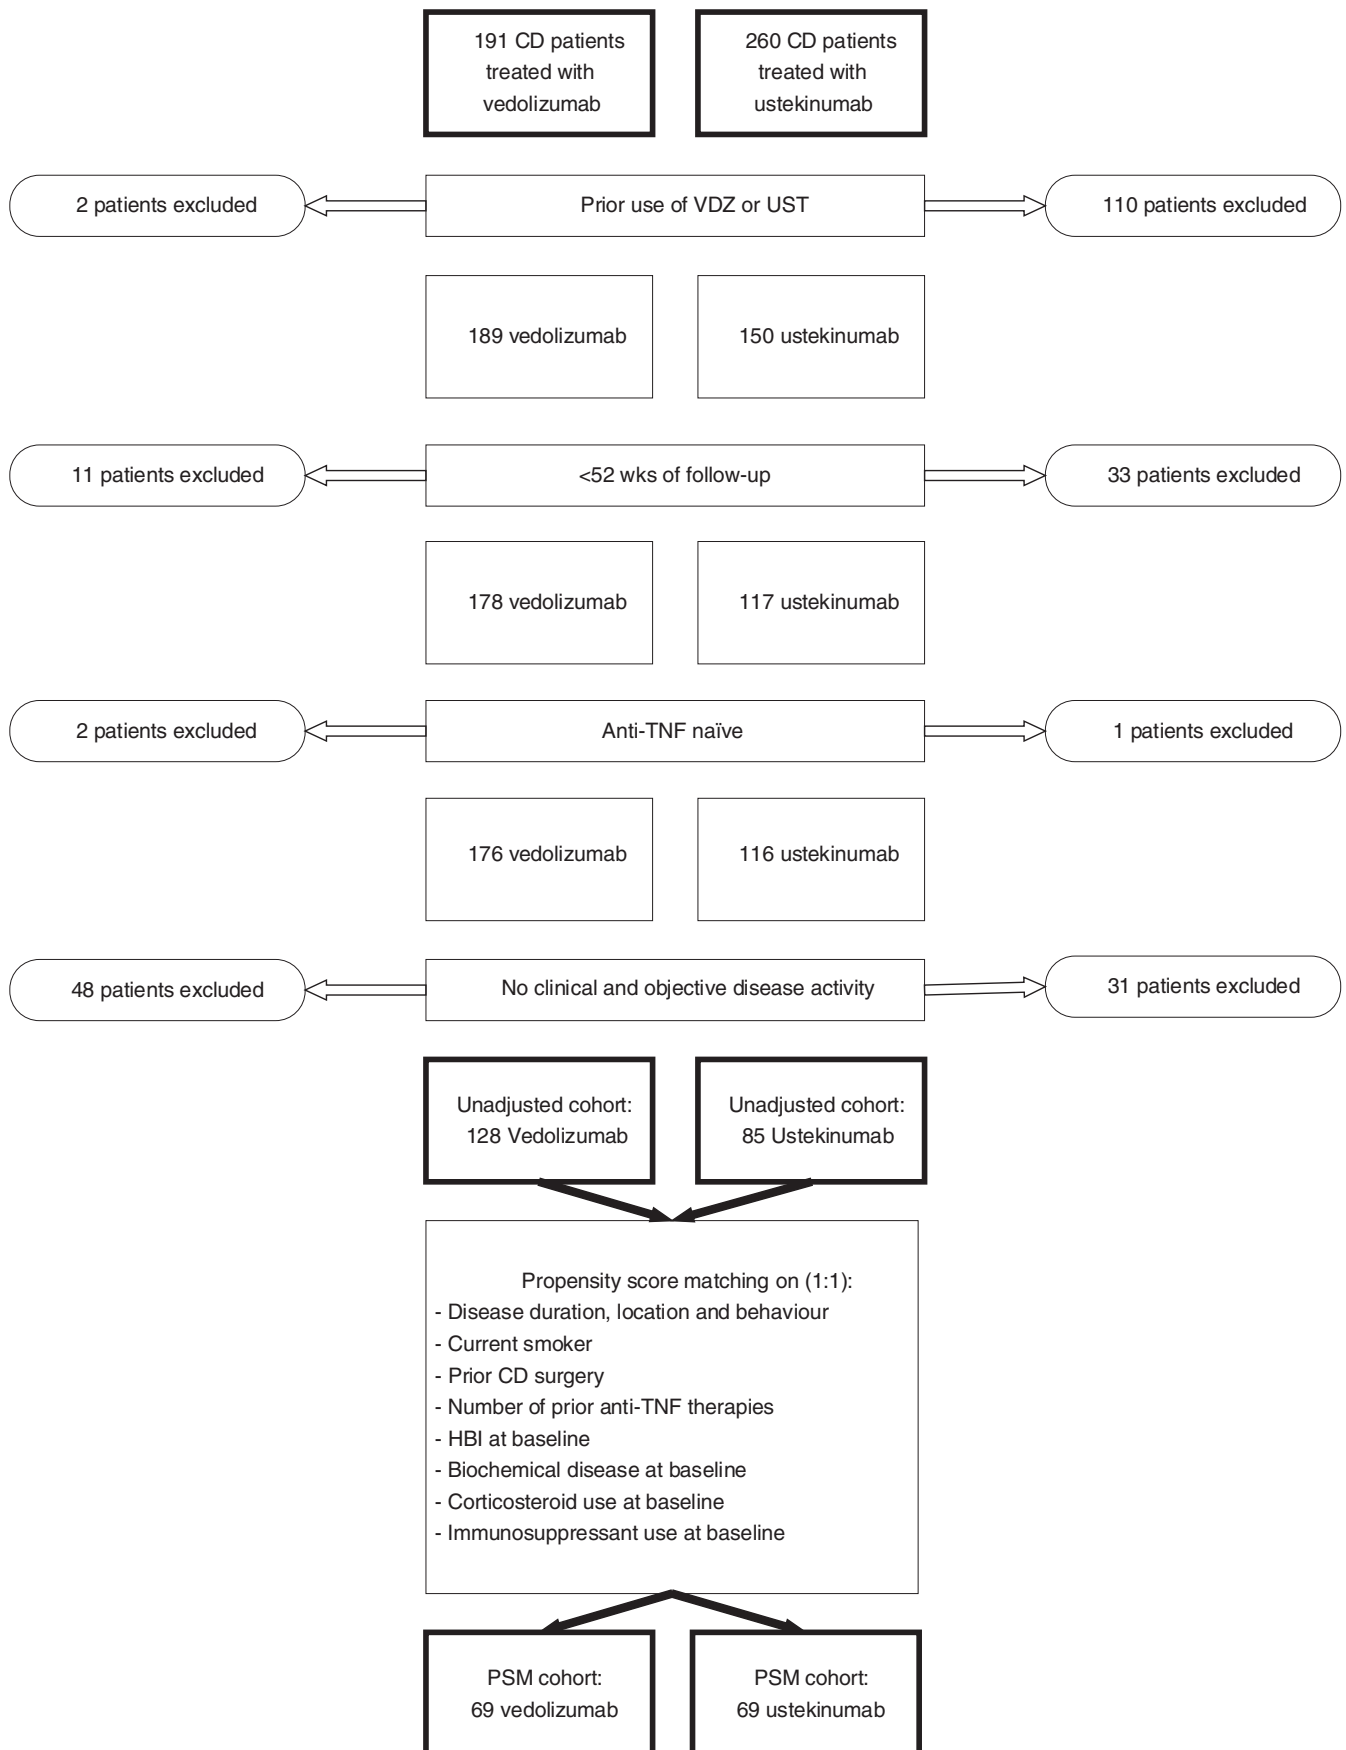 191 CD patients
treated with
vedolizumab
260 CD patients
treated with
ustekinumab
2 patients excluded
Prior use of VDZ or UST
110 patients excluded
189 vedolizumab
150 ustekinumab
11 patients excluded
<52 wks of follow-up
33 patients excluded
178 vedolizumab
117 ustekinumab
2 patients excluded
Anti-TNF naïve
1 patients excluded
176 vedolizumab
116 ustekinumab
48 patients excluded
No clinical and objective disease activity
31 patients excluded
Unadjusted cohort:
128 Vedolizumab
Unadjusted cohort:
85 Ustekinumab
Propensity score matching on (1:1):
- Disease duration, location and behaviour
- Current smoker
- Prior CD surgery
- Number of prior anti-TNF therapies
- HBI at baseline
- Biochemical disease at baseline
- Corticosteroid use at baseline
- Immunosuppressant use at baseline
PSM cohort:
69 vedolizumab
PSM cohort:
69 ustekinumab